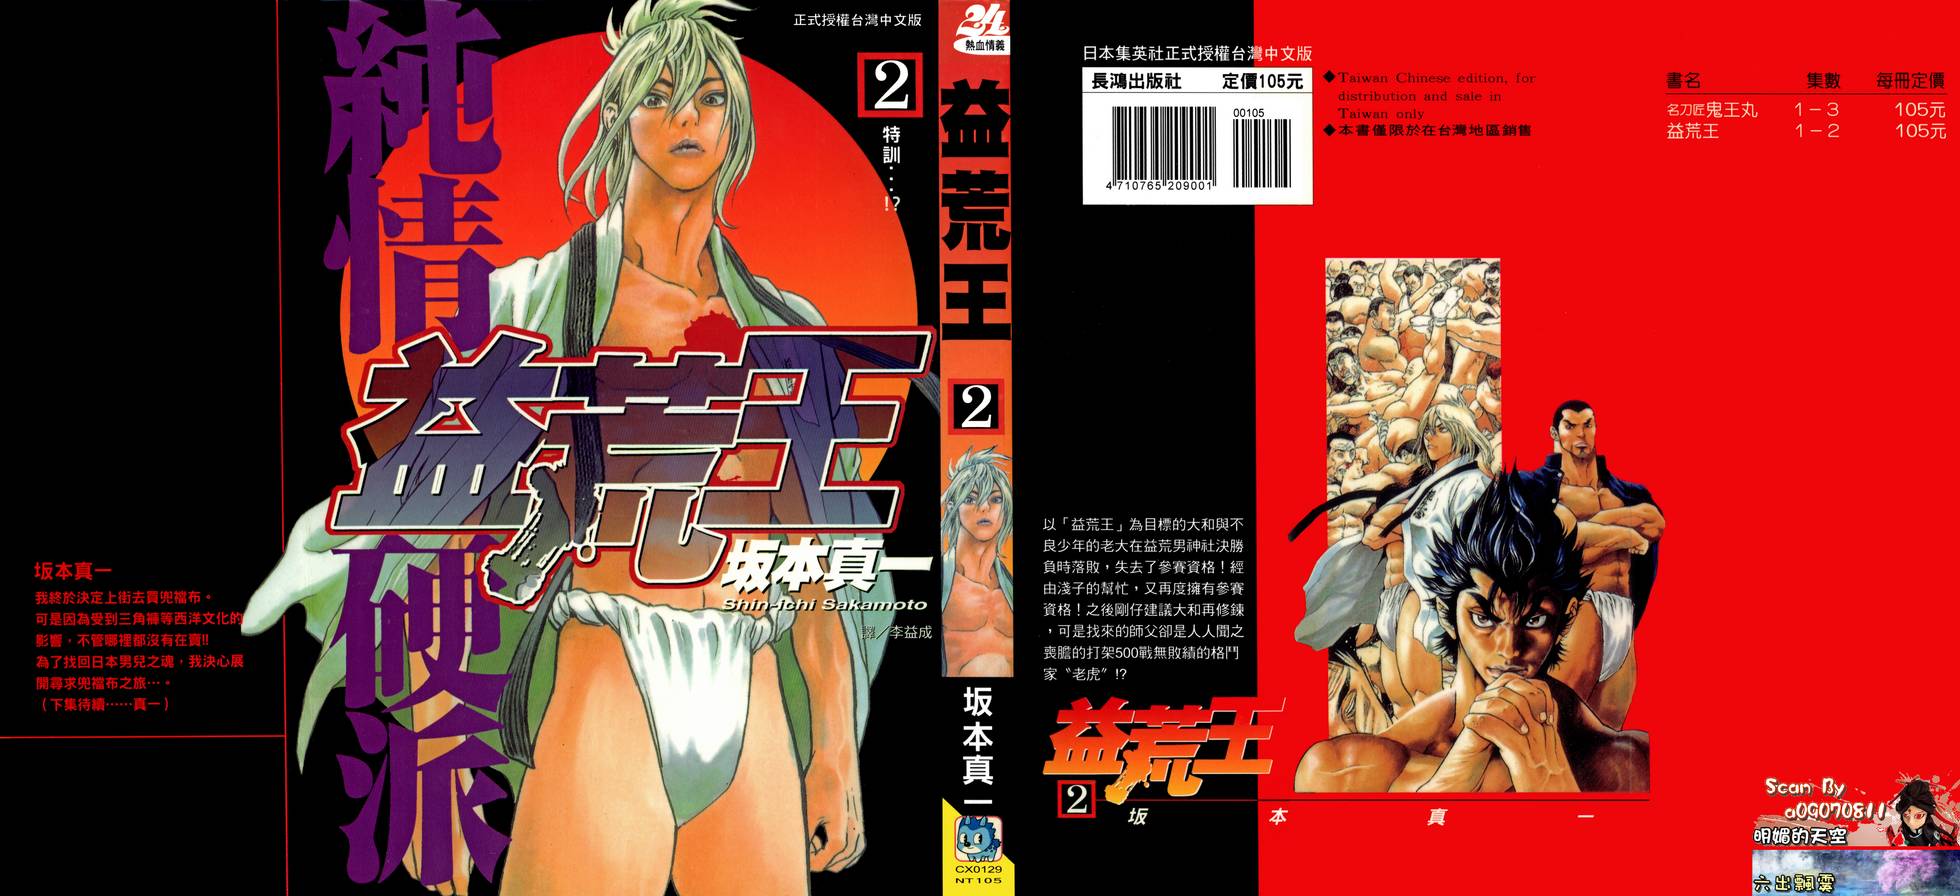 坂本真一
我終於決定上街去買兜襠布。
可是因為受到三角褲等西洋文化的
影響，不管哪裡都沒有在賣!!
為了找回日本男兒之魂，我決心展
開尋求兜襠布之旅…。
（下集待續……真一）
純情
硬派
正式授權台灣中文版
2
特訓…!?
益荒王
坂本真一
Shin-ichi Sakamoto
譯／李益成
24
熱血情義
益荒王
2
坂本真一
CX0129
NT105
日本集英社正式授權台灣中文版
長鴻出版社 定價105元
00105
4 710765 209001
◆Taiwan Chinese edition, for
distribution and sale in
Taiwan only
◆本書僅限於在台灣地區銷售
書名 集數 每冊定價
名刀匠鬼王丸 1－3 105元
益荒王 1－2 105元
以「益荒王」為目標的大和與不
良少年的老大在益荒男神社決勝
負時落敗，失去了參賽資格！經
由淺子的幫忙，又再度擁有參賽
資格！之後剛仔建議大和再修鍊
，可是找來的師父卻是人人聞之
喪膽的打架500戰無敗績的格鬥
家〝老虎〞!?
益荒王
2
坂本真一
Scan By
a09070811
明媚的天空
六出飄雯